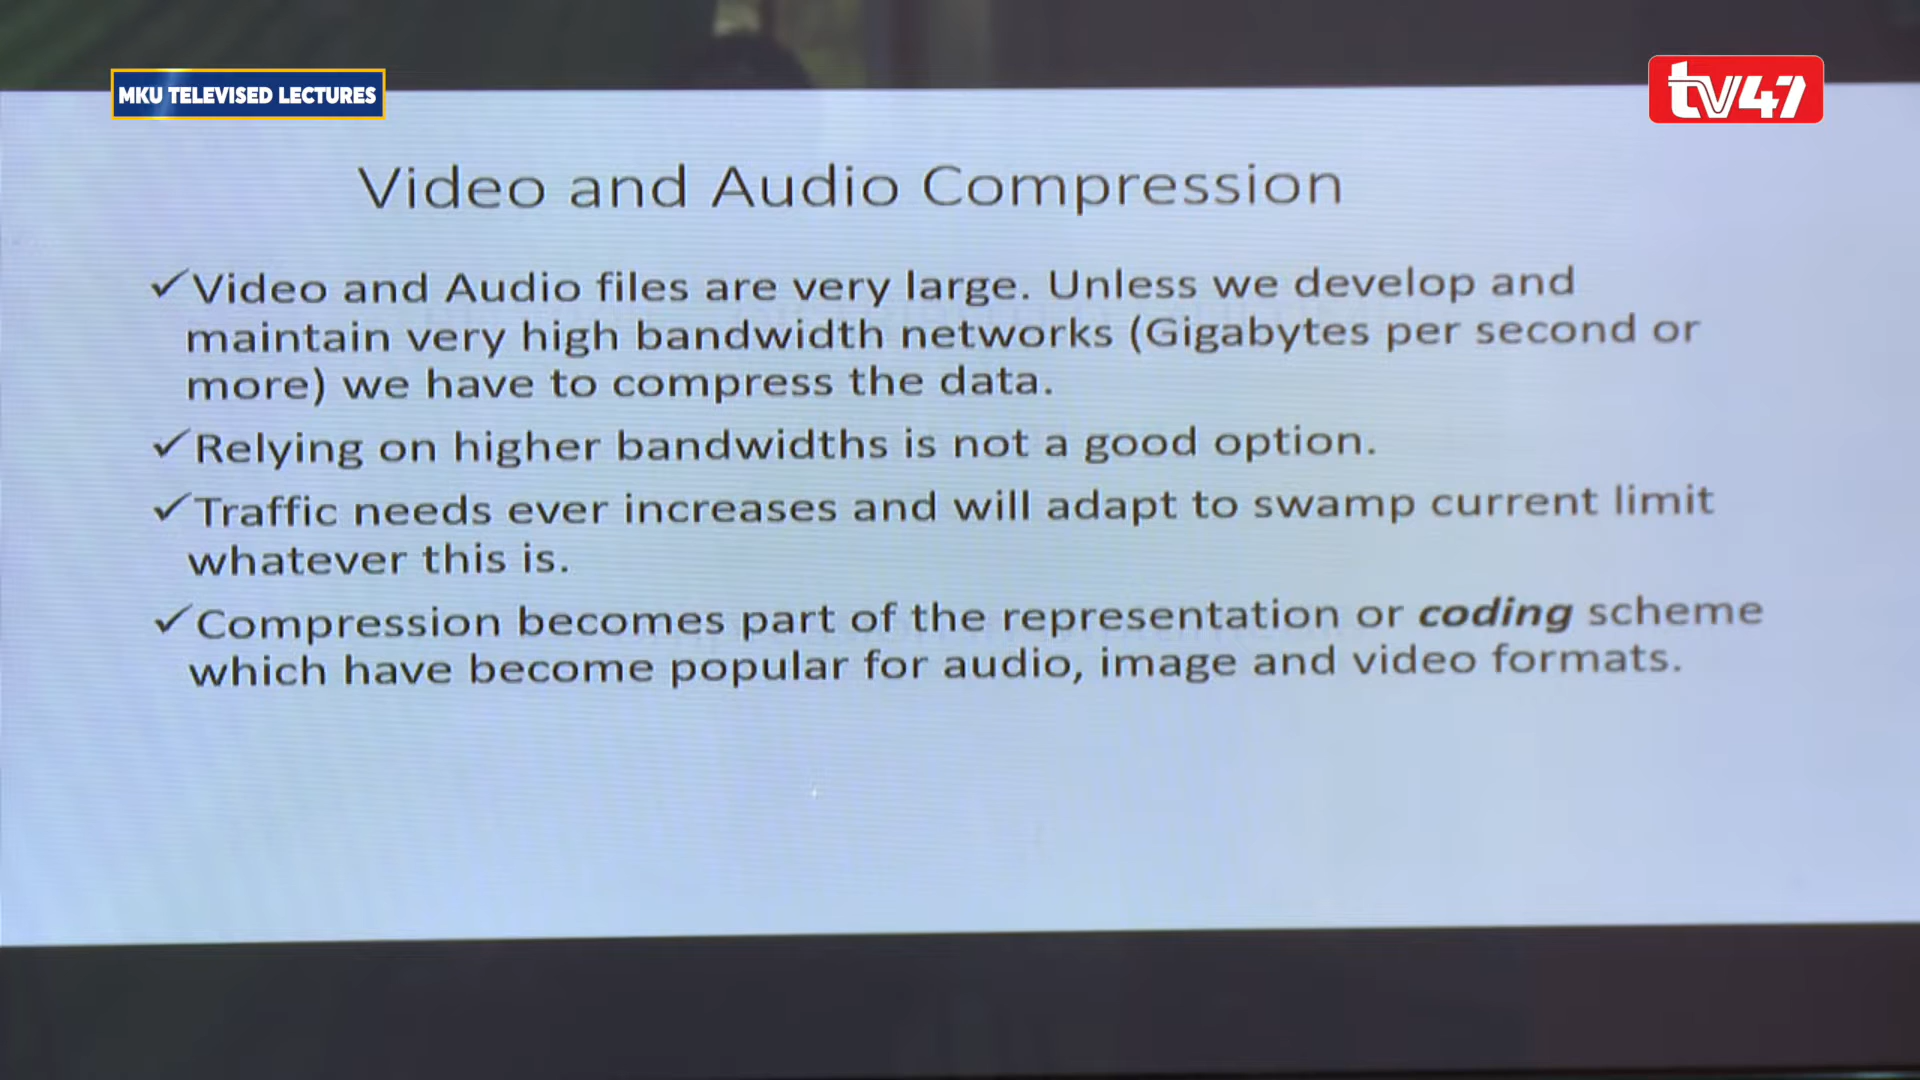 MKU TELEVISED LECTURES
tv47
Video and Audio Compression
✓Video and Audio files are very large. Unless we develop and
maintain very high bandwidth networks (Gigabytes per second or
more) we have to compress the data.
✓Relying on higher bandwidths is not a good option.
✓Traffic needs ever increases and will adapt to swamp current limit
whatever this is.
✓Compression becomes part of the representation or coding scheme
which have become popular for audio, image and video formats.